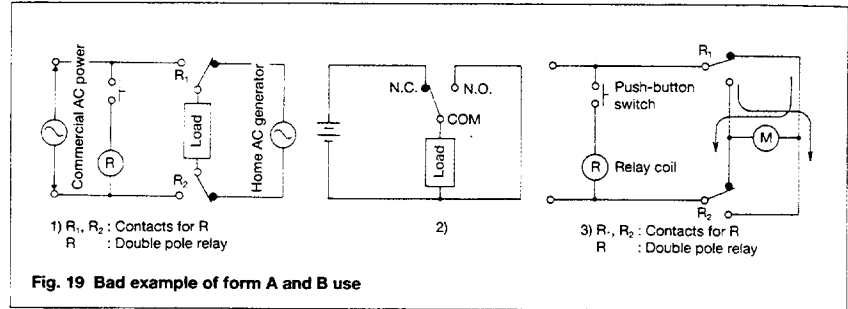 Commercial AC power
R
R₁
Load
R₂
Home AC generator
1) R₁, R₂ : Contacts for R
R : Double pole relay
N.C.
N.O.
COM
Load
2)
R₁
Push-button
switch
M
R
Relay coil
R₂
3) R₁, R₂ : Contacts for R
R : Double pole relay
Fig. 19 Bad example of form A and B use